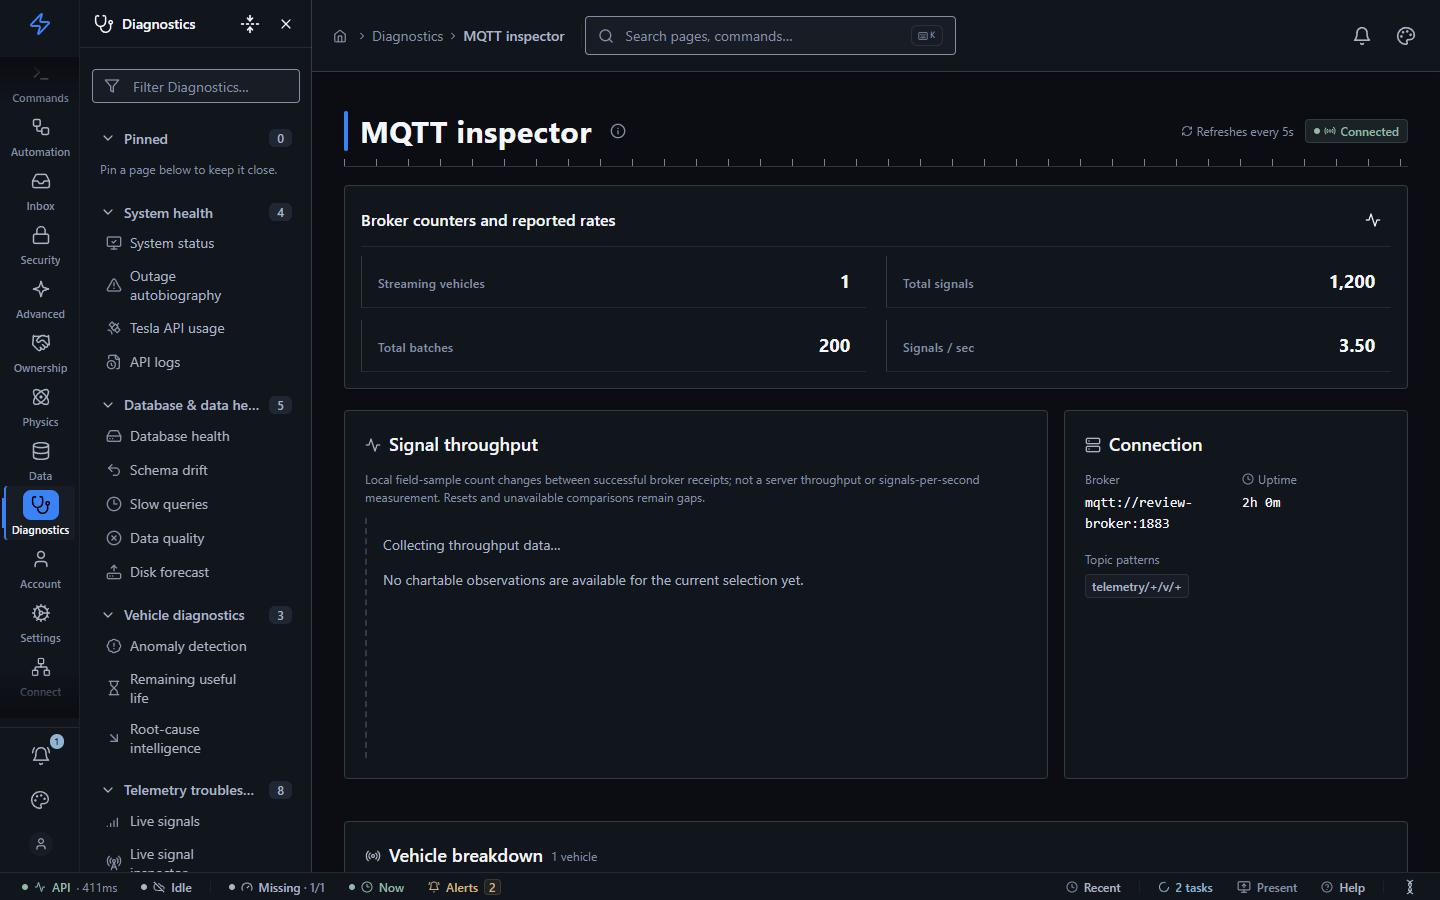 Diagnostics
Diagnostics
MQTT inspector
Search pages, commands...
K
Commands
Automation
Inbox
Security
Advanced
Ownership
Physics
Data
Diagnostics
Account
Settings
Connect
1
Filter Diagnostics...
Pinned 0
Pin a page below to keep it close.
System health 4
System status
Outage
autobiography
Tesla API usage
API logs
Database & data he... 5
Database health
Schema drift
Slow queries
Data quality
Disk forecast
Vehicle diagnostics 3
Anomaly detection
Remaining useful
life
Root-cause
intelligence
Telemetry troubles... 8
Live signals
Live signal
inspector
MQTT inspector
Refreshes every 5s
Connected
Broker counters and reported rates
Streaming vehicles 1
Total signals 1,200
Total batches 200
Signals / sec 3.50
Signal throughput
Local field-sample count changes between successful broker receipts; not a server throughput or signals-per-second
measurement. Resets and unavailable comparisons remain gaps.
Collecting throughput data...
No chartable observations are available for the current selection yet.
Connection
Broker
mqtt://review-
broker:1883
Uptime
2h 0m
Topic patterns
telemetry/+/v/+
Vehicle breakdown 1 vehicle
API · 411ms
Idle
Missing · 1/1
Now
Alerts 2
Recent
2 tasks
Present
Help